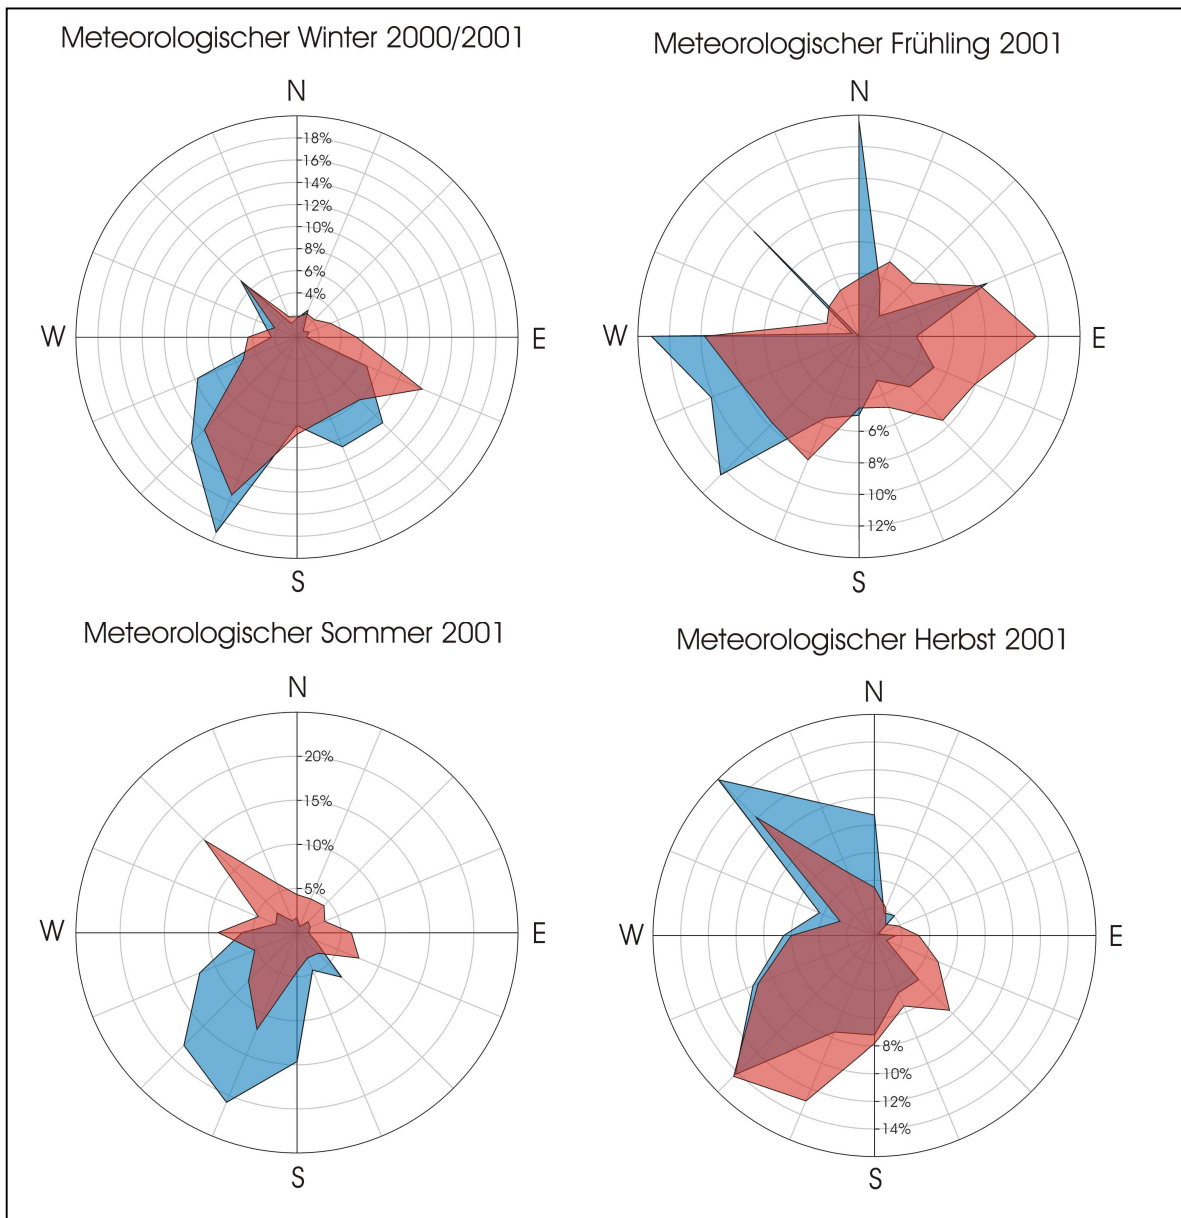 Meteorologischer Winter 2000/2001
N
18%
16%
14%
12%
10%
8%
6%
4%
W
E
S
Meteorologischer Frühling 2001
N
W
E
6%
8%
10%
12%
S
Meteorologischer Sommer 2001
N
20%
15%
10%
5%
W
E
S
Meteorologischer Herbst 2001
N
W
E
8%
10%
12%
14%
S